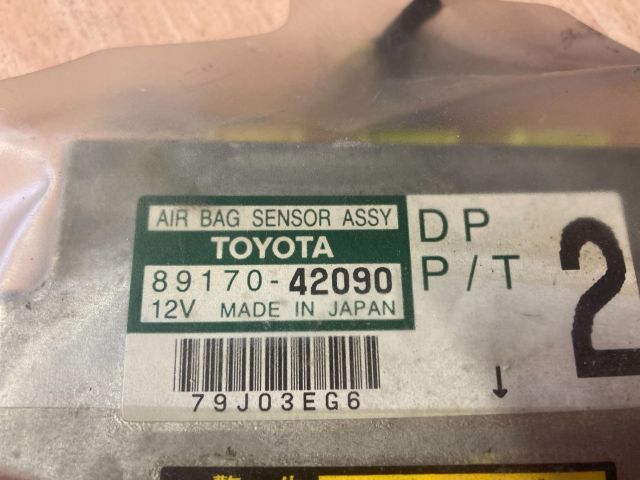 AIR BAG SENSOR ASSY
TOYOTA
89170-42090
12V MADE IN JAPAN
DP
P/T
2
↓
79J03EG6